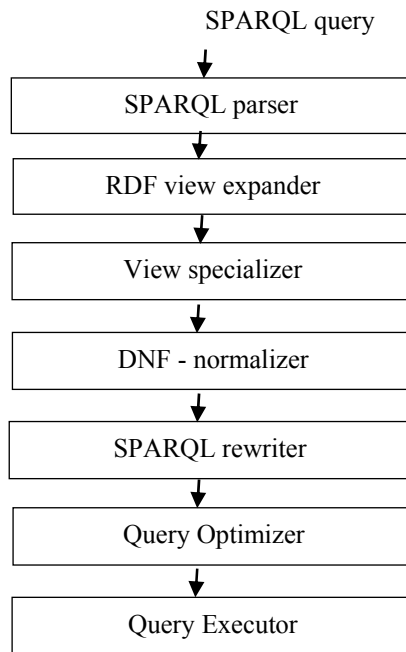 SPARQL query
SPARQL parser
RDF view expander
View specializer
DNF - normalizer
SPARQL rewriter
Query Optimizer
Query Executor